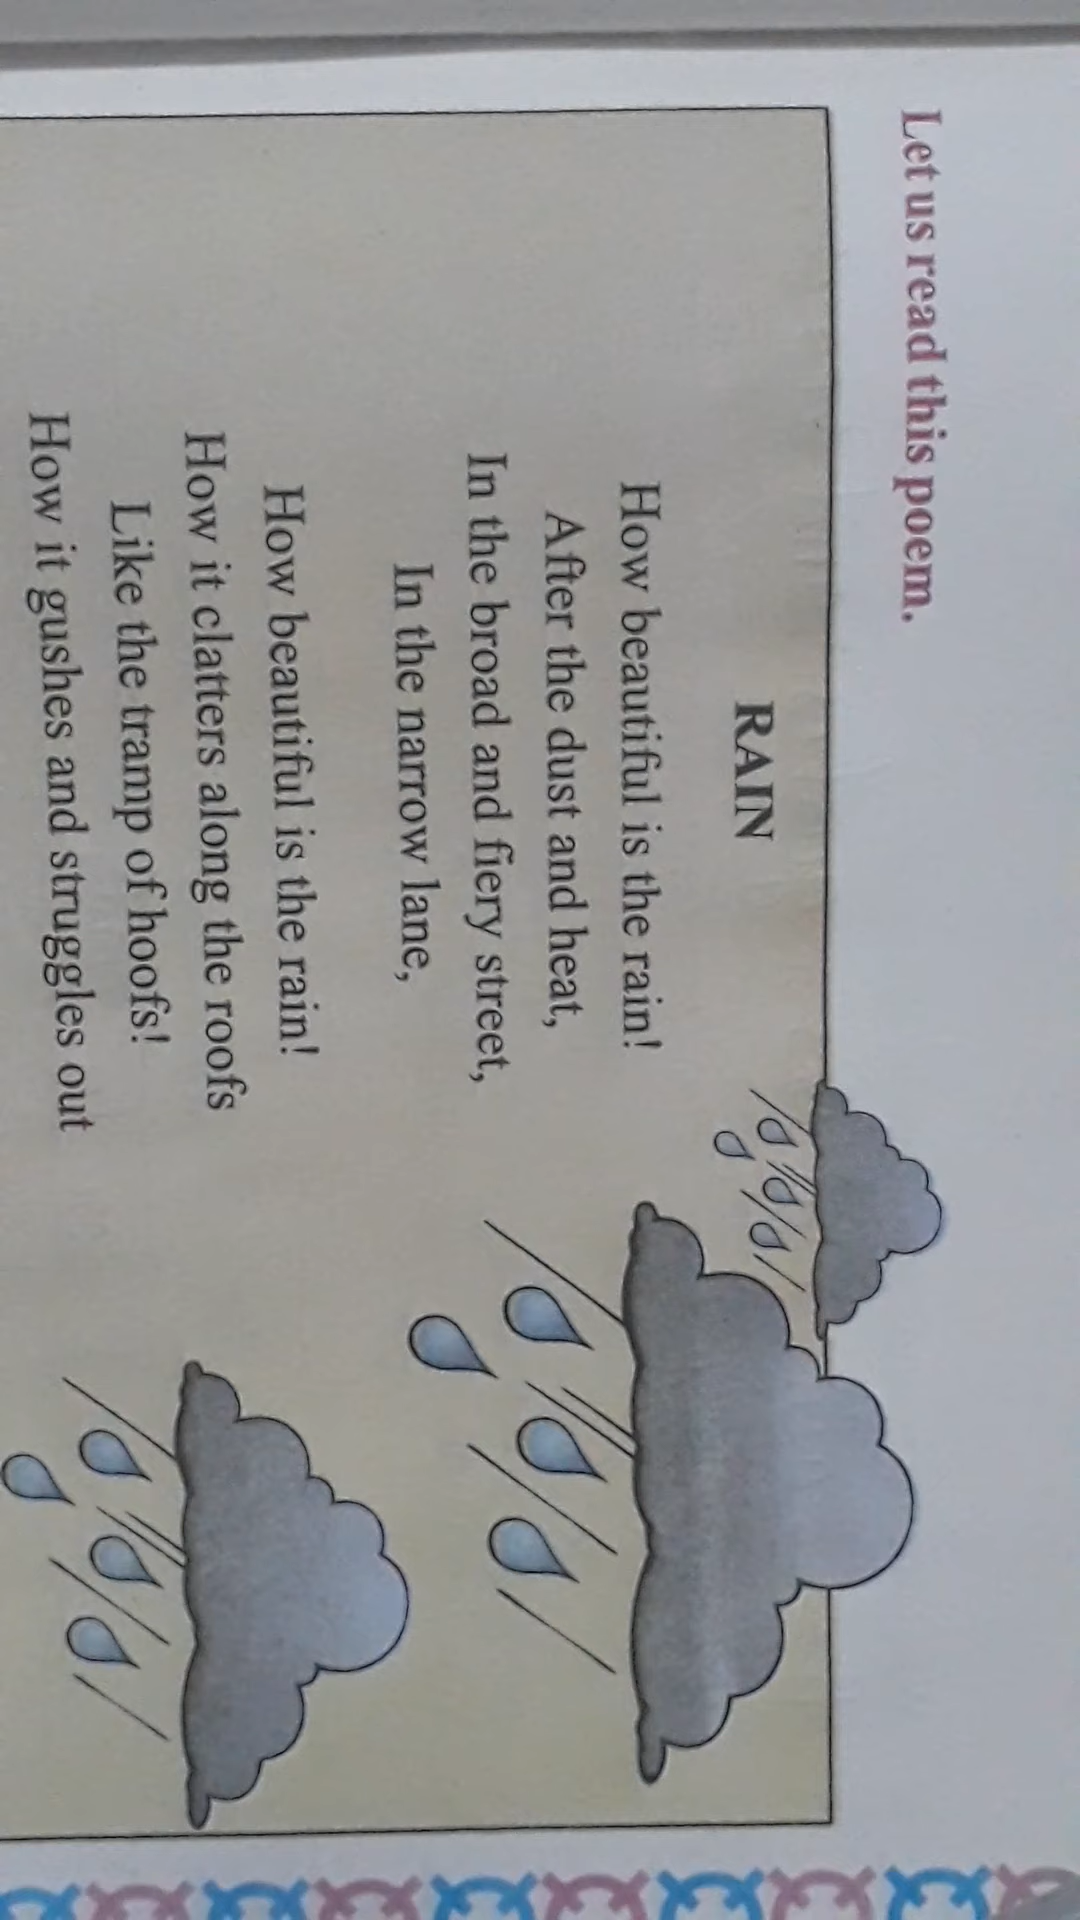 Let us read this poem.
RAIN
How beautiful is the rain!
After the dust and heat,
In the broad and fiery street,
In the narrow lane,
How beautiful is the rain!
How it clatters along the roofs
Like the tramp of hoofs!
How it gushes and struggles out